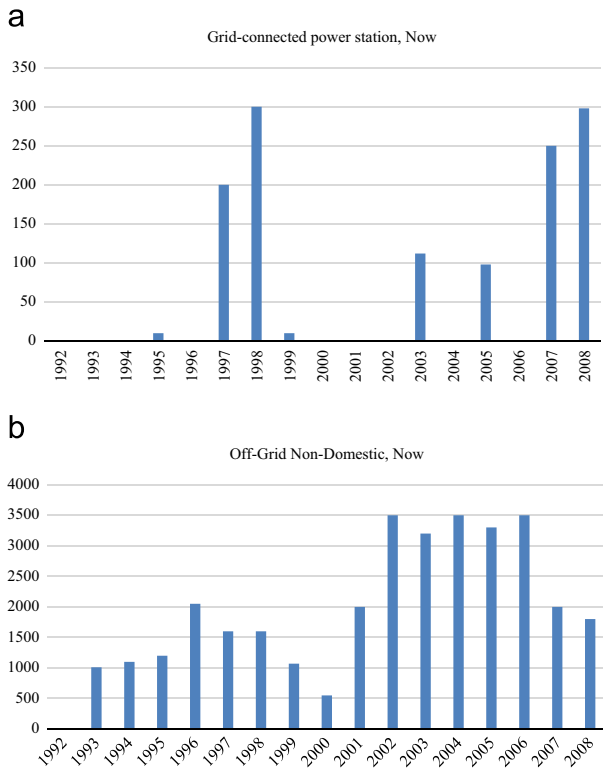 a
Grid-connected power station, Now
350
300
250
200
150
100
50
0
1992 1993 1994 1995 1996 1997 1998 1999 2000 2001 2002 2003 2004 2005 2006 2007 2008
b
Off-Grid Non-Domestic, Now
4000
3500
3000
2500
2000
1500
1000
500
0
1992 1993 1994 1995 1996 1997 1998 1999 2000 2001 2002 2003 2004 2005 2006 2007 2008